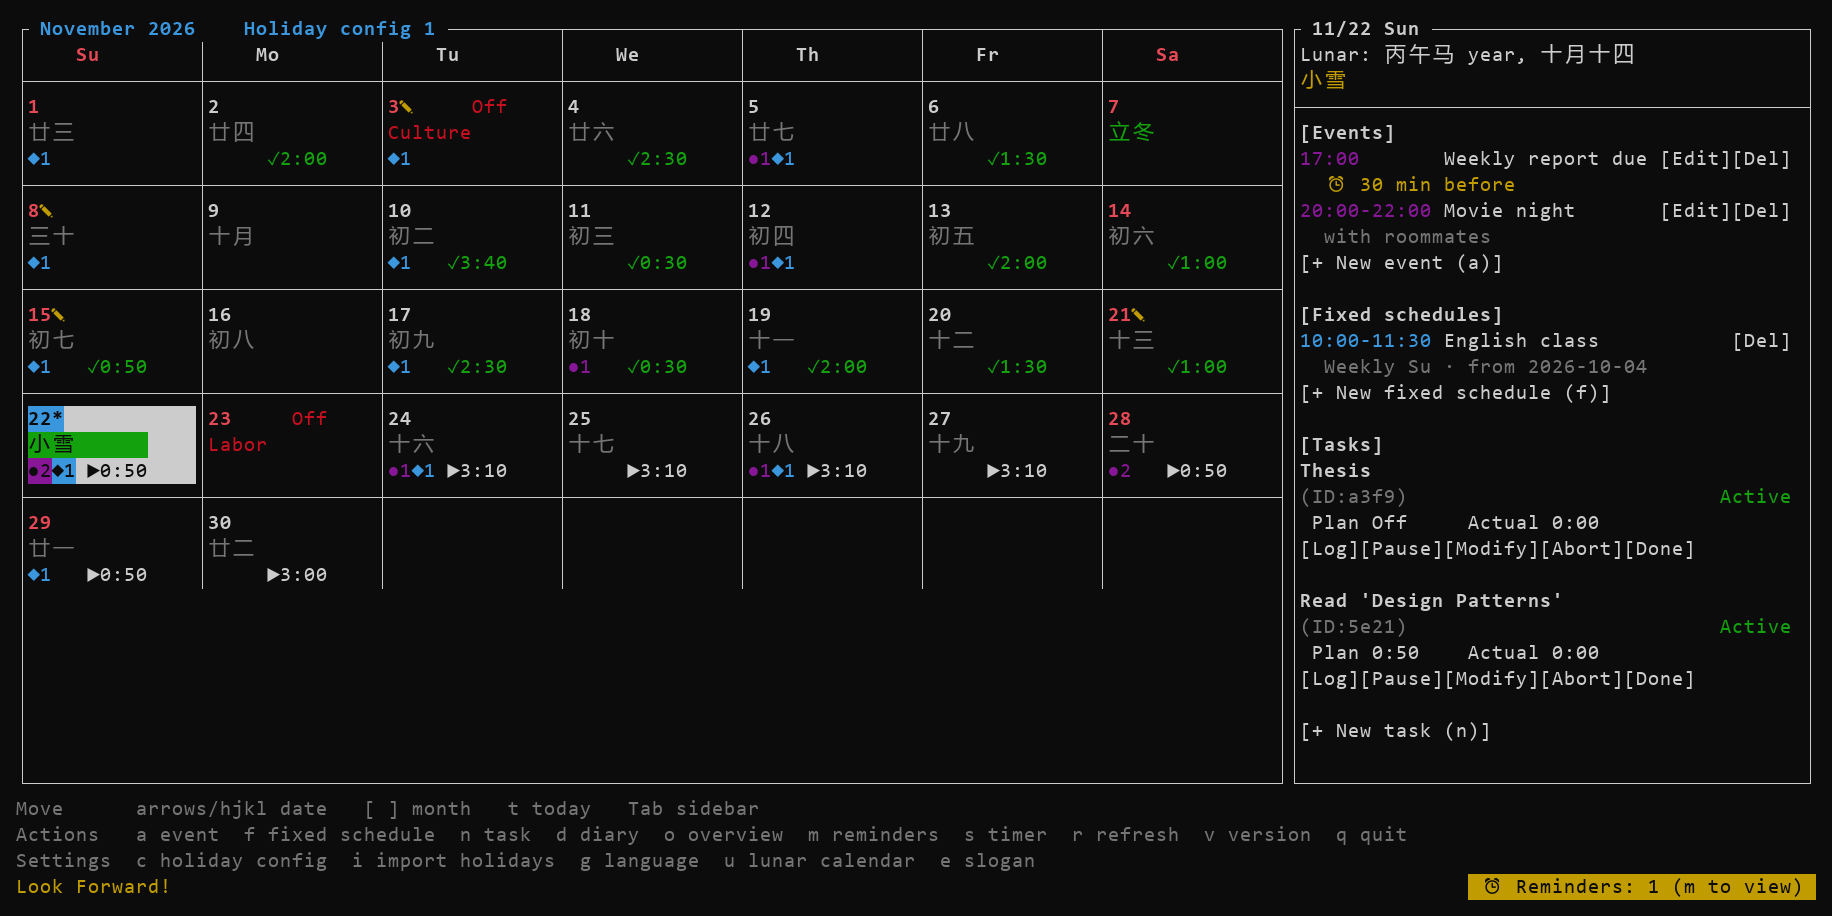 November 2026    Holiday config 1
Su Mo Tu We Th Fr Sa
1 2 3✏ Off 4 5 6 7
廿三 廿四 Culture 廿六 廿七 廿八 立冬
◆1 ✓2:00 ◆1 ✓2:30 ●1◆1 ✓1:30
8✏ 9 10 11 12 13 14
三十 十月 初二 初三 初四 初五 初六
◆1 ◆1 ✓3:40 ✓0:30 ●1◆1 ✓2:00 ✓1:00
15✏ 16 17 18 19 20 21✏
初七 初八 初九 初十 十一 十二 十三
◆1 ✓0:50 ◆1 ✓2:30 ●1 ✓0:30 ◆1 ✓2:00 ✓1:30 ✓1:00
22* 23 Off 24 25 26 27 28
小雪 Labor 十六 十七 十八 十九 二十
●2◆1 ▶0:50 ●1◆1 ▶3:10 ▶3:10 ●1◆1 ▶3:10 ▶3:10 ●2 ▶0:50
29 30
廿一 廿二
◆1 ▶0:50 ▶3:00
11/22 Sun
Lunar: 丙午马 year, 十月十四
小雪
[Events]
17:00 Weekly report due [Edit][Del]
⏰ 30 min before
20:00-22:00 Movie night [Edit][Del]
with roommates
[+ New event (a)]
[Fixed schedules]
10:00-11:30 English class [Del]
Weekly Su · from 2026-10-04
[+ New fixed schedule (f)]
[Tasks]
Thesis
(ID:a3f9) Active
Plan Off Actual 0:00
[Log][Pause][Modify][Abort][Done]
Read 'Design Patterns'
(ID:5e21) Active
Plan 0:50 Actual 0:00
[Log][Pause][Modify][Abort][Done]
[+ New task (n)]
Move arrows/hjkl date [ ] month t today Tab sidebar
Actions a event f fixed schedule n task d diary o overview m reminders s timer r refresh v version q quit
Settings c holiday config i import holidays g language u lunar calendar e slogan
Look Forward!
⏰ Reminders: 1 (m to view)